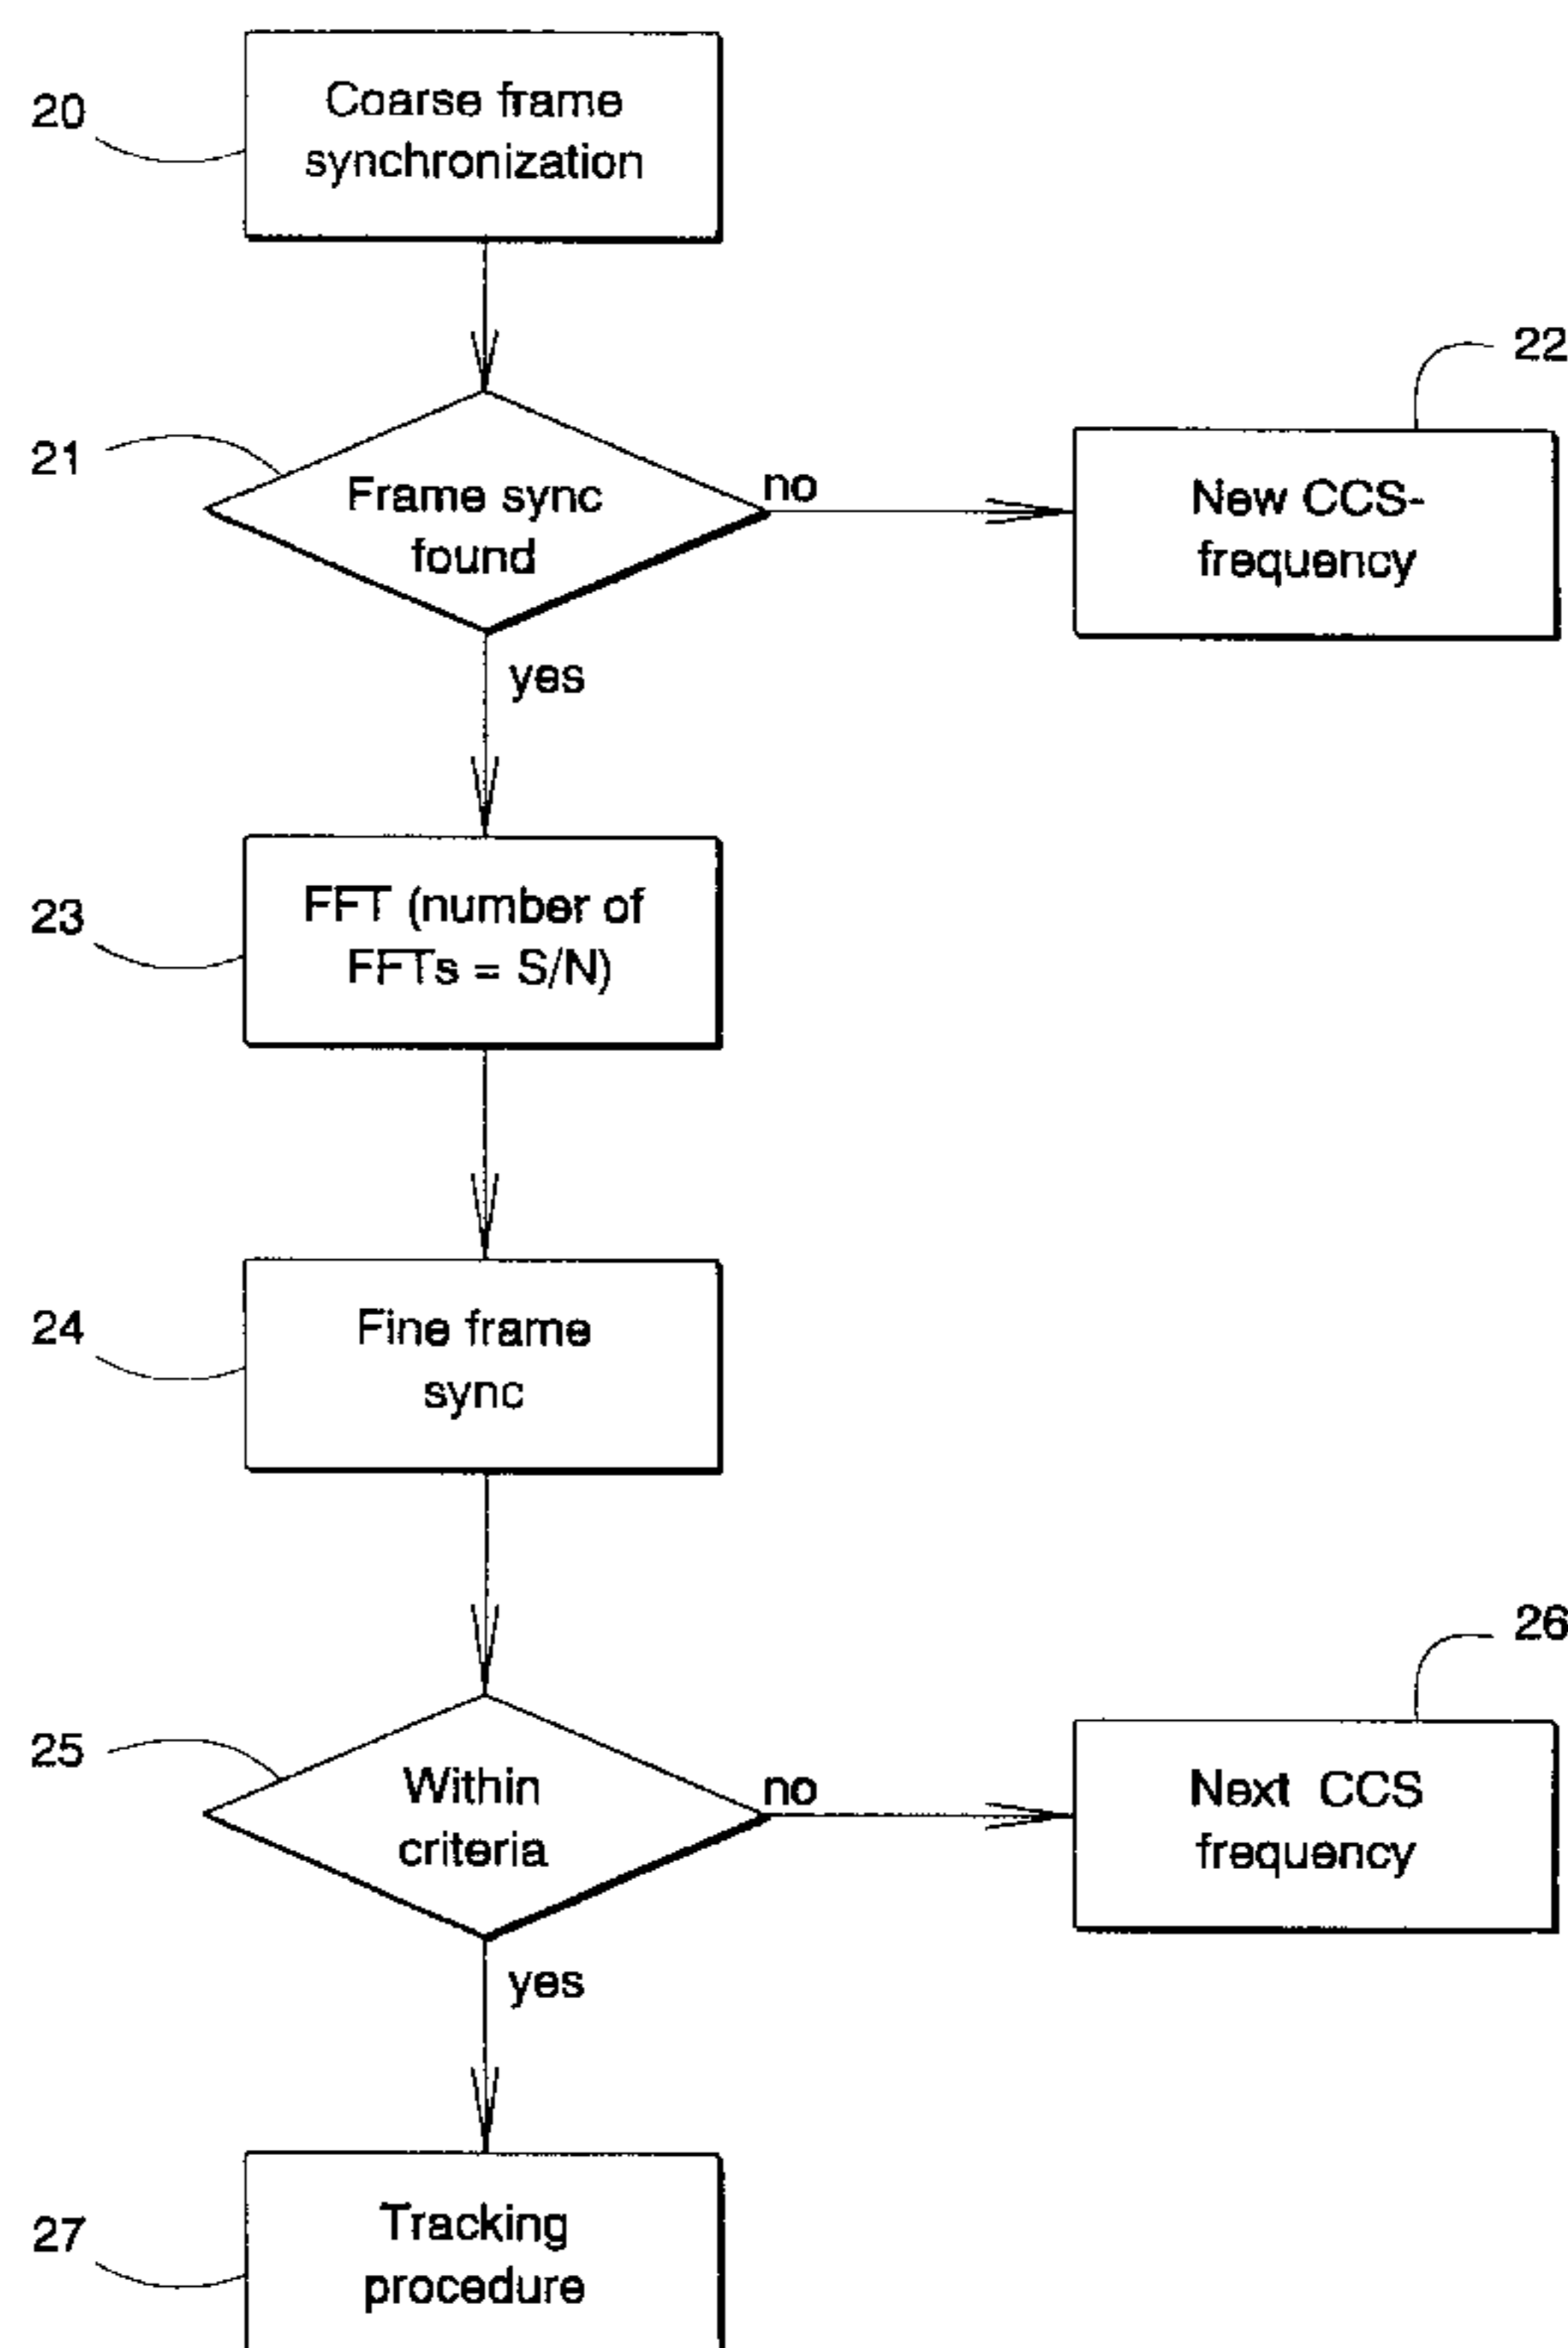 20
Coarse frame
synchronization
21
Frame sync
found
no
22
New CCS-
frequency
yes
23
FFT (number of
FFTs = S/N)
24
Fine frame
sync
25
Within
criteria
no
26
Next CCS
frequency
yes
27
Tracking
procedure